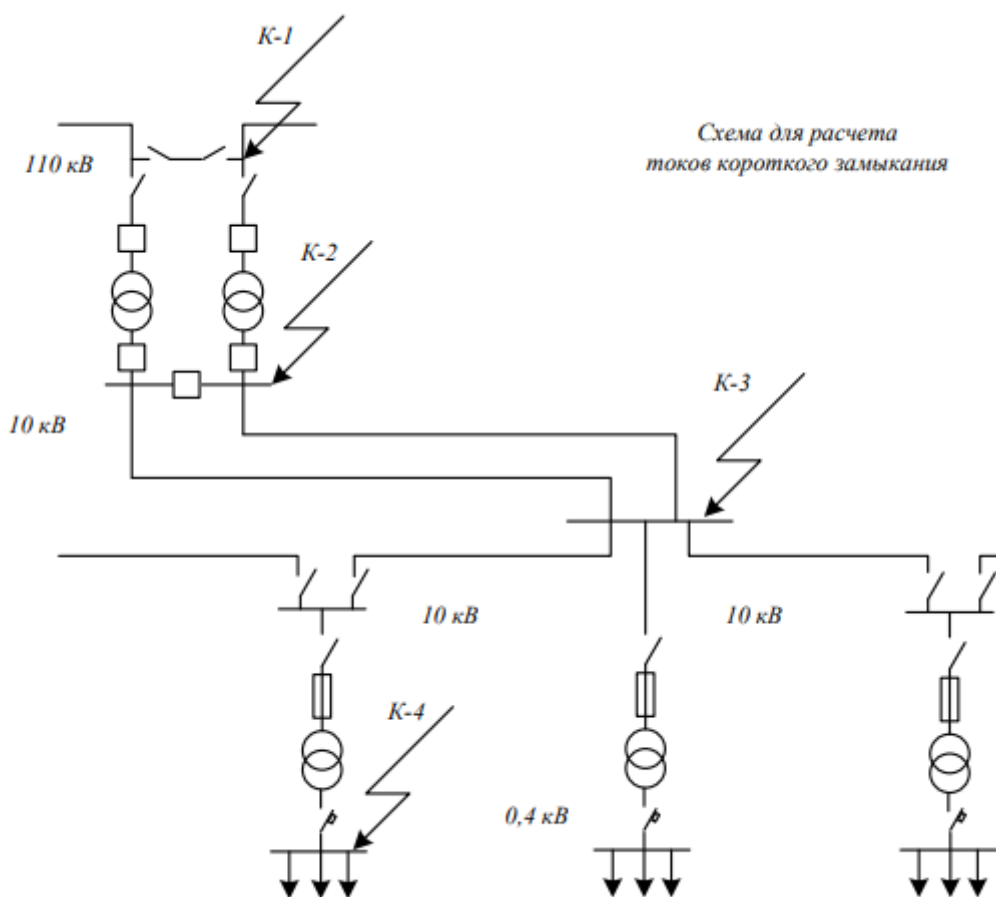 К-1
Схема для расчета
токов короткого замыкания
110 кВ
К-2
К-3
10 кВ
10 кВ
10 кВ
К-4
0,4 кВ